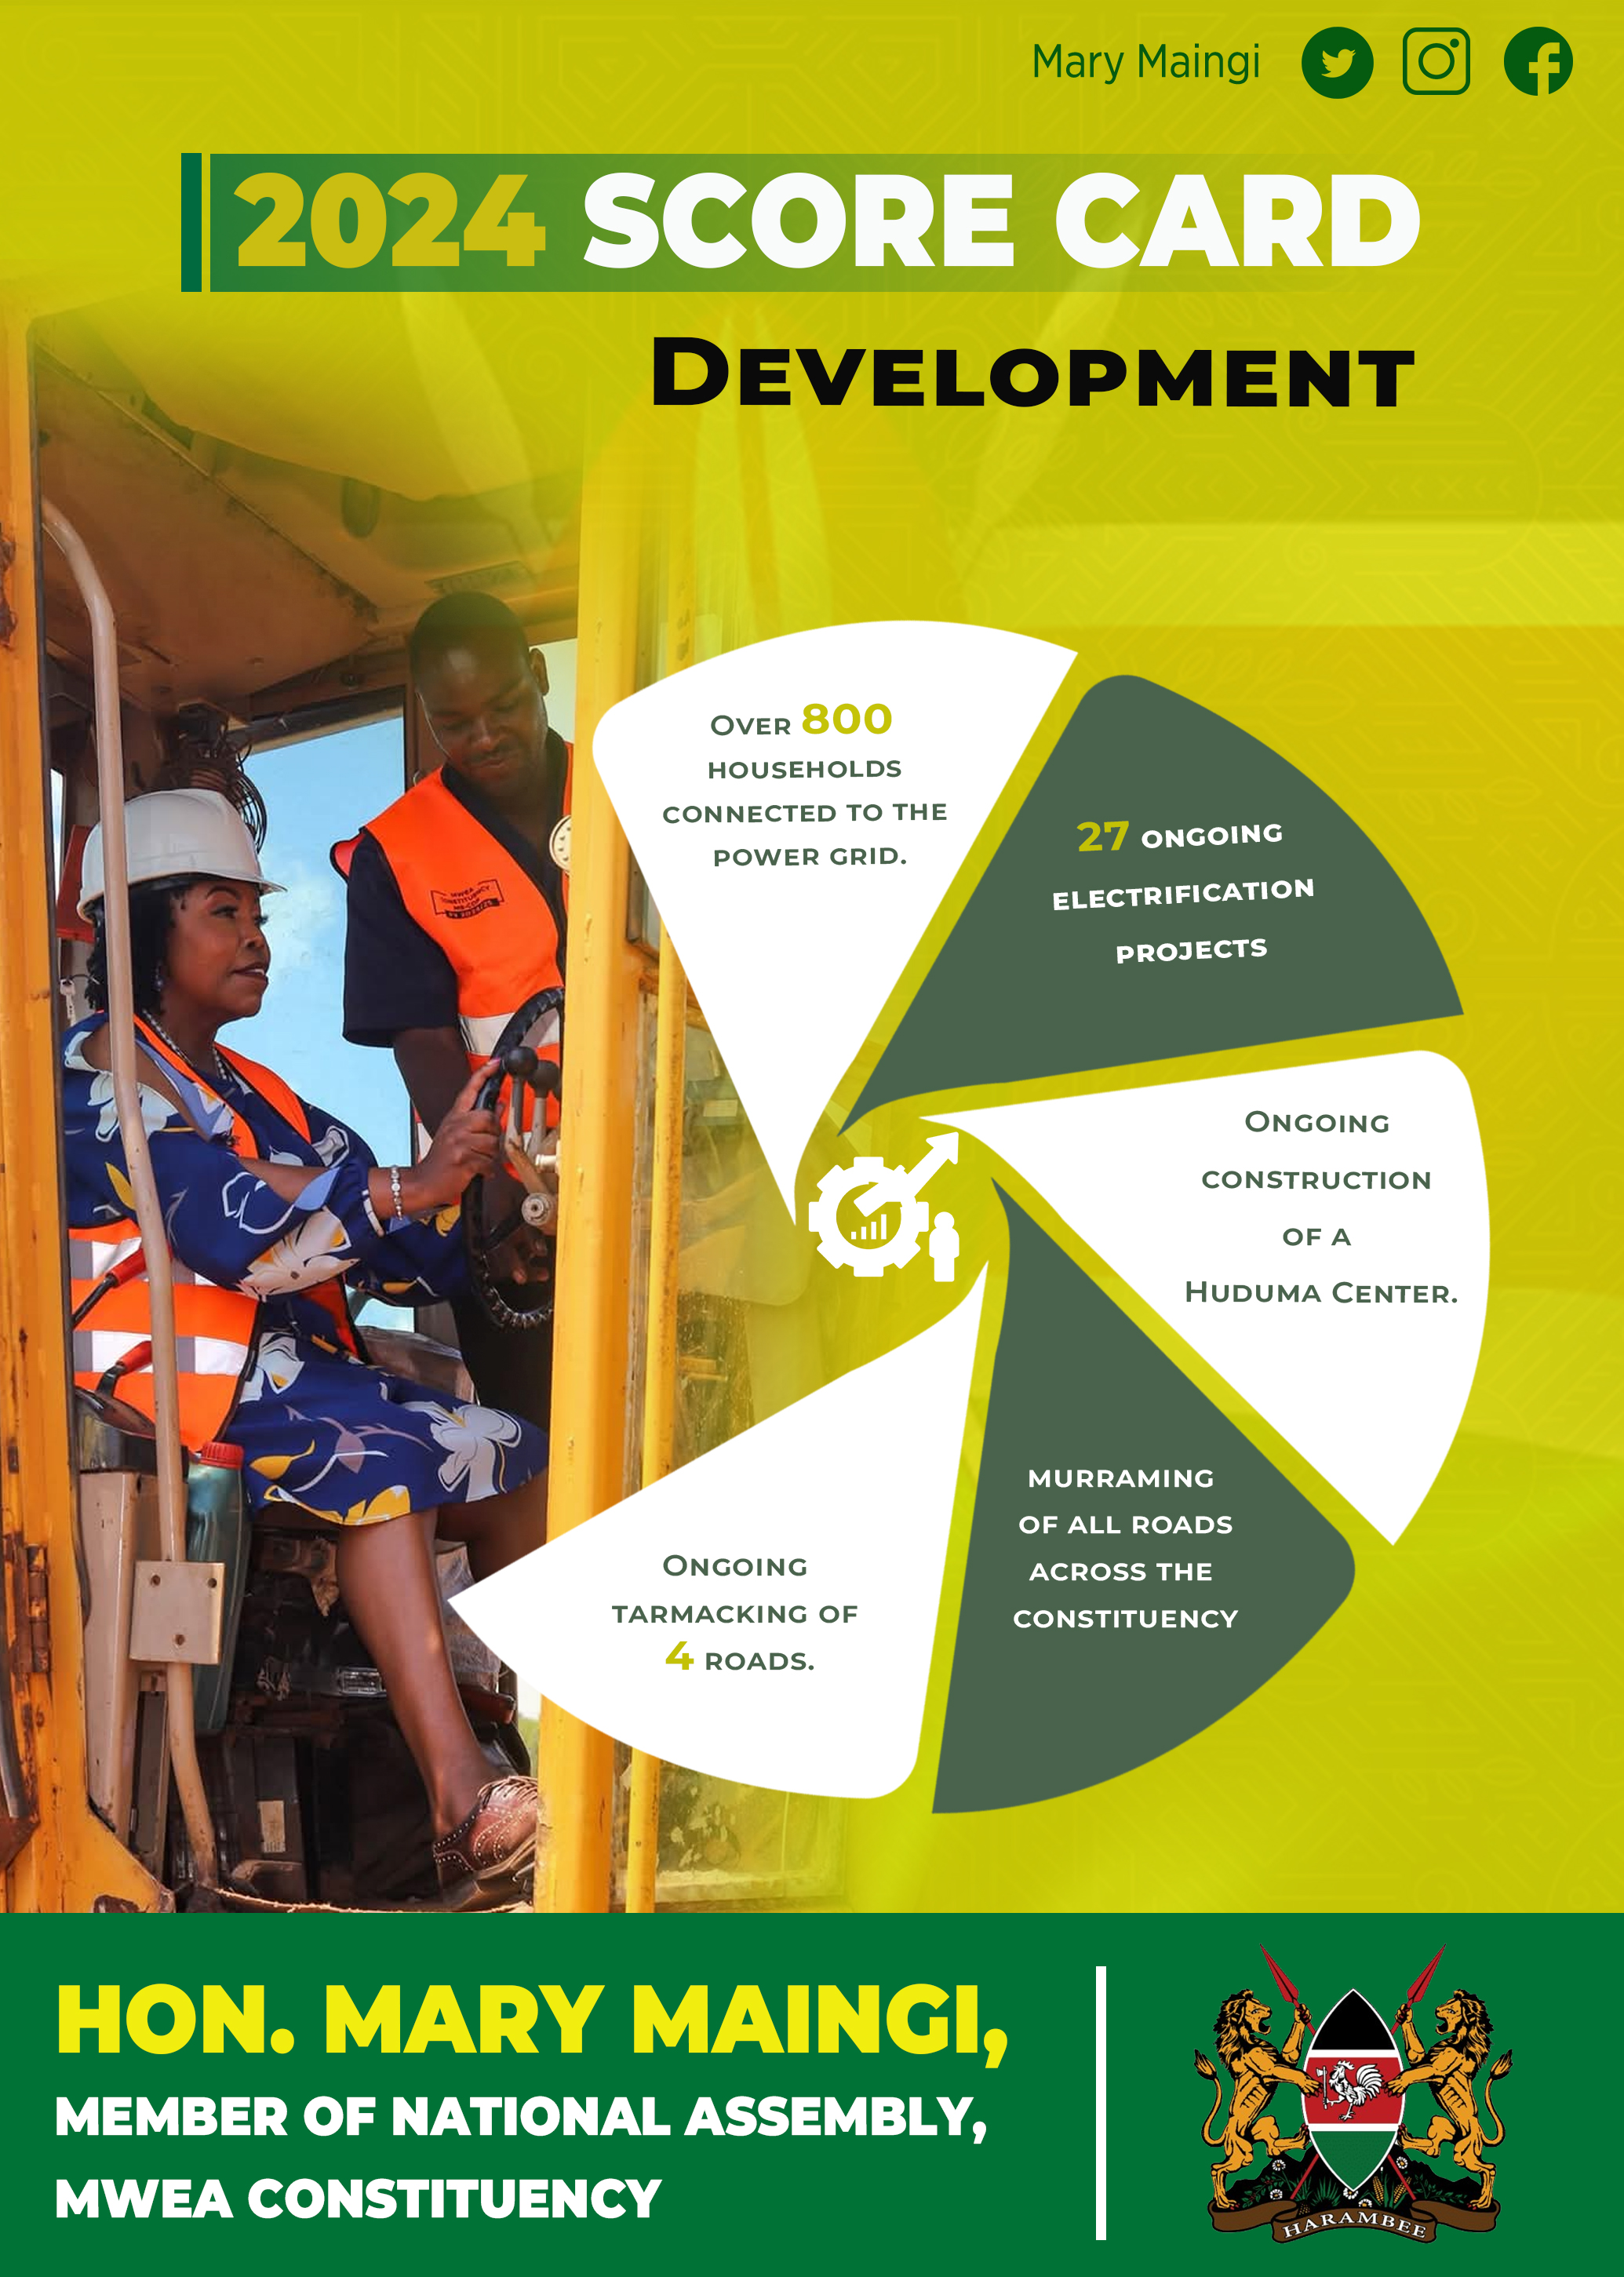 Mary Maingi
2024 SCORE CARD
DEVELOPMENT
OVER 800
HOUSEHOLDS
CONNECTED TO THE
POWER GRID.
27 ONGOING
ELECTRIFICATION
PROJECTS
ONGOING
CONSTRUCTION
OF A
HUDUMA CENTER.
MURRAMING
OF ALL ROADS
ACROSS THE
CONSTITUENCY
ONGOING
TARMACKING OF
4 ROADS.
MWEA
CONSTITUENCY
HON. MARY MAINGI,
MEMBER OF NATIONAL ASSEMBLY,
MWEA CONSTITUENCY
HARAMBEE